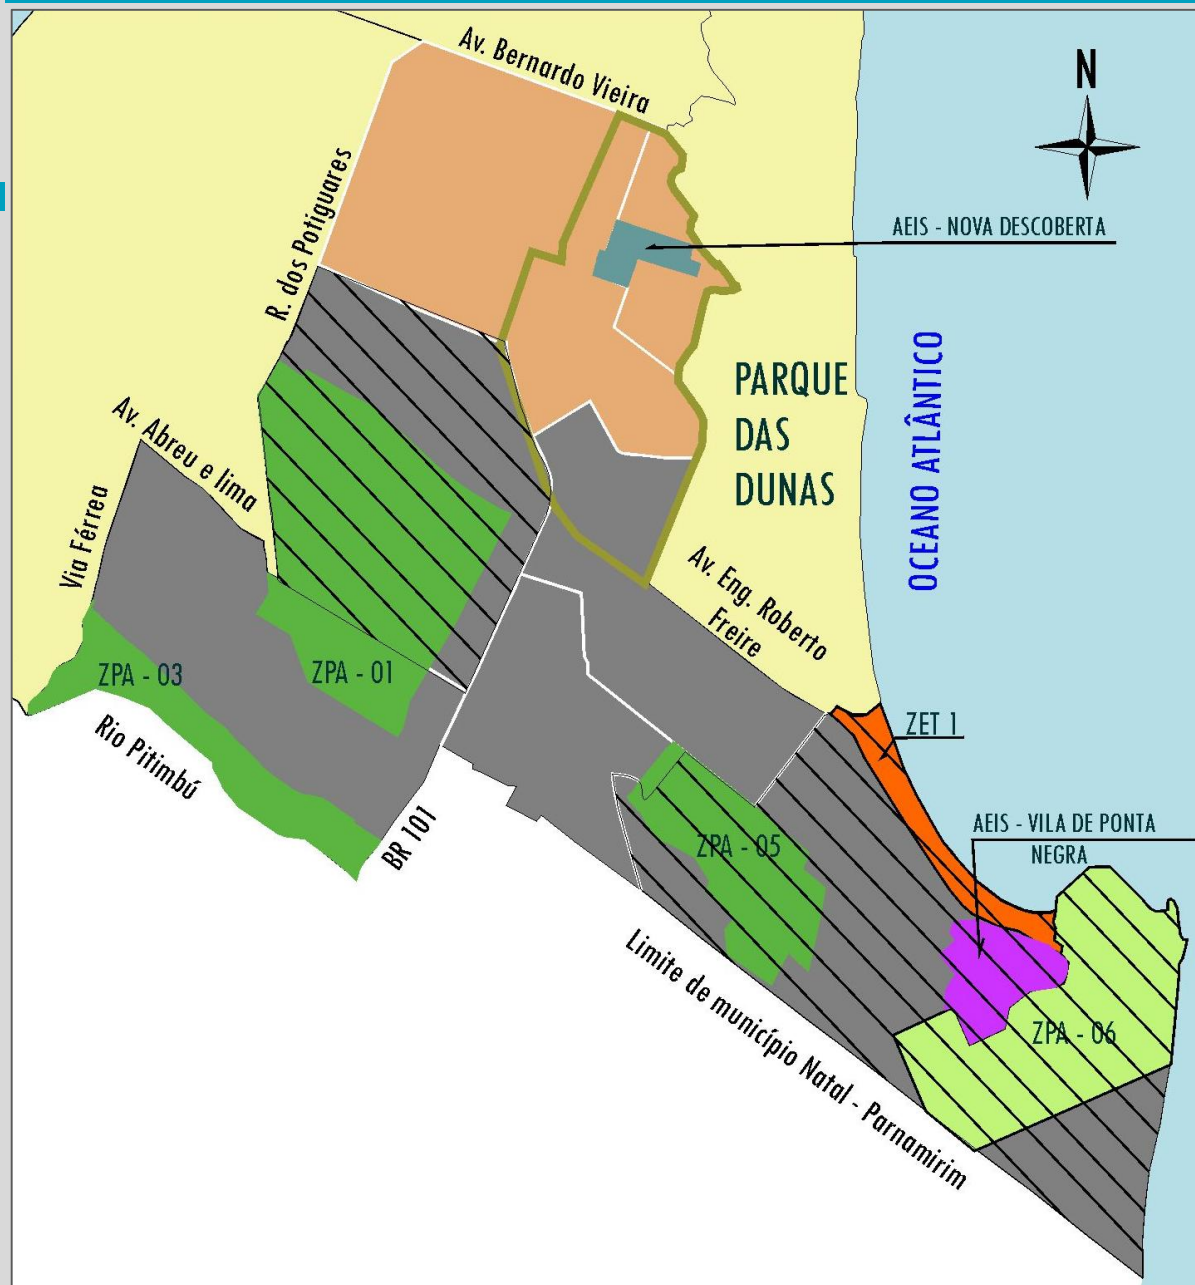 Av. Bernardo Vieira
N
R. dos Potiguares
AEIS - NOVA DESCOBERTA
PARQUE
DAS
DUNAS
OCEANO ATLÂNTICO
Av. Abreu e lima
Via Férrea
Av. Eng. Roberto
Freire
ZPA - 03
ZPA - 01
Rio Pitimbú
ZET 1
BR 101
ZPA - 05
AEIS - VILA DE PONTA
NEGRA
Limite de município Natal - Parnamirim
ZPA - 06